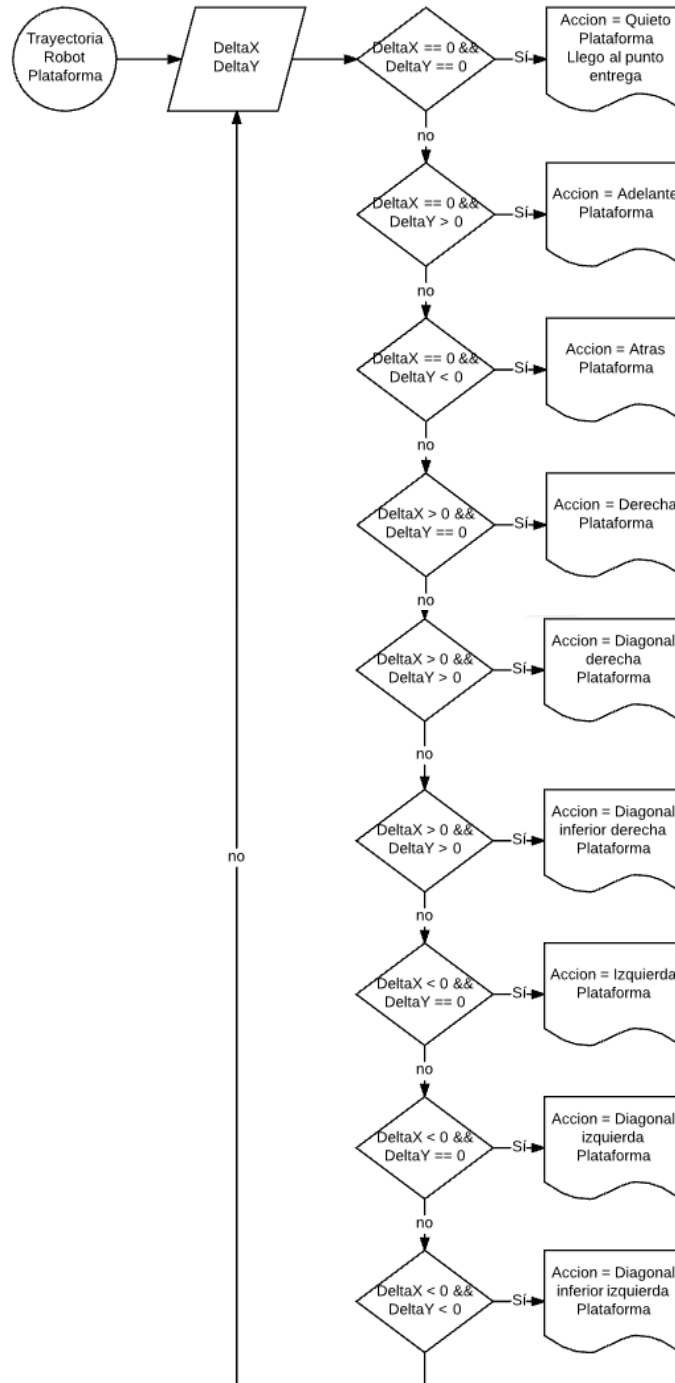 Trayectoria
Robot
Plataforma
DeltaX
DeltaY
DeltaX == 0 &&
DeltaY == 0
Sí
Accion = Quieto
Plataforma
Llego al punto
entrega
no
DeltaX == 0 &&
DeltaY > 0
Sí
Accion = Adelante
Plataforma
no
DeltaX == 0 &&
DeltaY < 0
Sí
Accion = Atras
Plataforma
no
DeltaX > 0 &&
DeltaY == 0
Sí
Accion = Derecha
Plataforma
no
DeltaX > 0 &&
DeltaY > 0
Sí
Accion = Diagonal
derecha
Plataforma
no
DeltaX > 0 &&
DeltaY > 0
Sí
Accion = Diagonal
inferior derecha
Plataforma
no
no
DeltaX < 0 &&
DeltaY == 0
Sí
Accion = Izquierda
Plataforma
no
DeltaX < 0 &&
DeltaY == 0
Sí
Accion = Diagonal
izquierda
Plataforma
no
DeltaX < 0 &&
DeltaY < 0
Sí
Accion = Diagonal
inferior izquierda
Plataforma